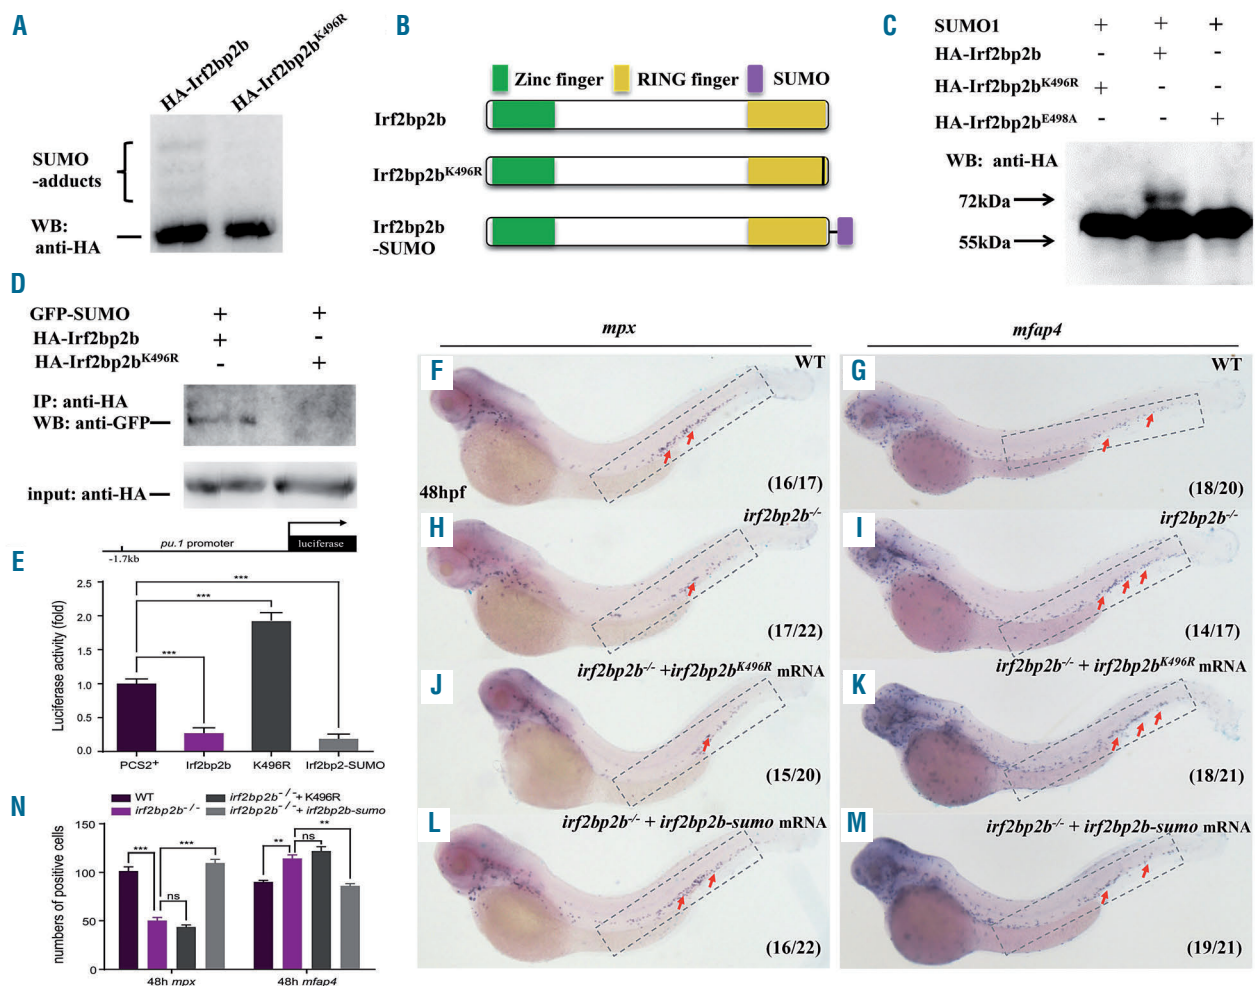 A
HA-Irf2bp2b
HA-Irf2bp2bK496R
SUMO
-adducts
WB:
anti-HA
B
Zinc finger
RING finger
SUMO
Irf2bp2b
Irf2bp2bK496R
Irf2bp2b
-SUMO
C
SUMO1 + + +
HA-Irf2bp2b - + -
HA-Irf2bp2bK496R + - -
HA-Irf2bp2bE498A - - +
WB: anti-HA
72kDa
55kDa
D
GFP-SUMO + +
HA-Irf2bp2b + -
HA-Irf2bp2bK496R - +
IP: anti-HA
WB: anti-GFP
input: anti-HA
E
pu.1 promoter
luciferase
-1.7kb
Luciferase activity (fold)
2.5
2.0
1.5
1.0
0.5
0.0
***
***
***
PCS2+
Irf2bp2b
K496R
Irf2bp2-SUMO
mpx
mfap4
F
WT
48hpf
(16/17)
G
WT
(18/20)
H
irf2bp2b-/-
(17/22)
I
irf2bp2b-/-
(14/17)
J
irf2bp2b-/- +irf2bp2bK496R mRNA
(15/20)
K
irf2bp2b-/- + irf2bp2bK496R mRNA
(18/21)
L
irf2bp2b-/- + irf2bp2b-sumo mRNA
(16/22)
M
irf2bp2b-/- + irf2bp2b-sumo mRNA
(19/21)
N
WT
irf2bp2b-/-
irf2bp2b-/-+ K496R
irf2bp2b-/-+ irf2bp2b-sumo
numbers of positive cells
150
100
50
0
***
***
ns
**
**
ns
48h mpx
48h mfap4